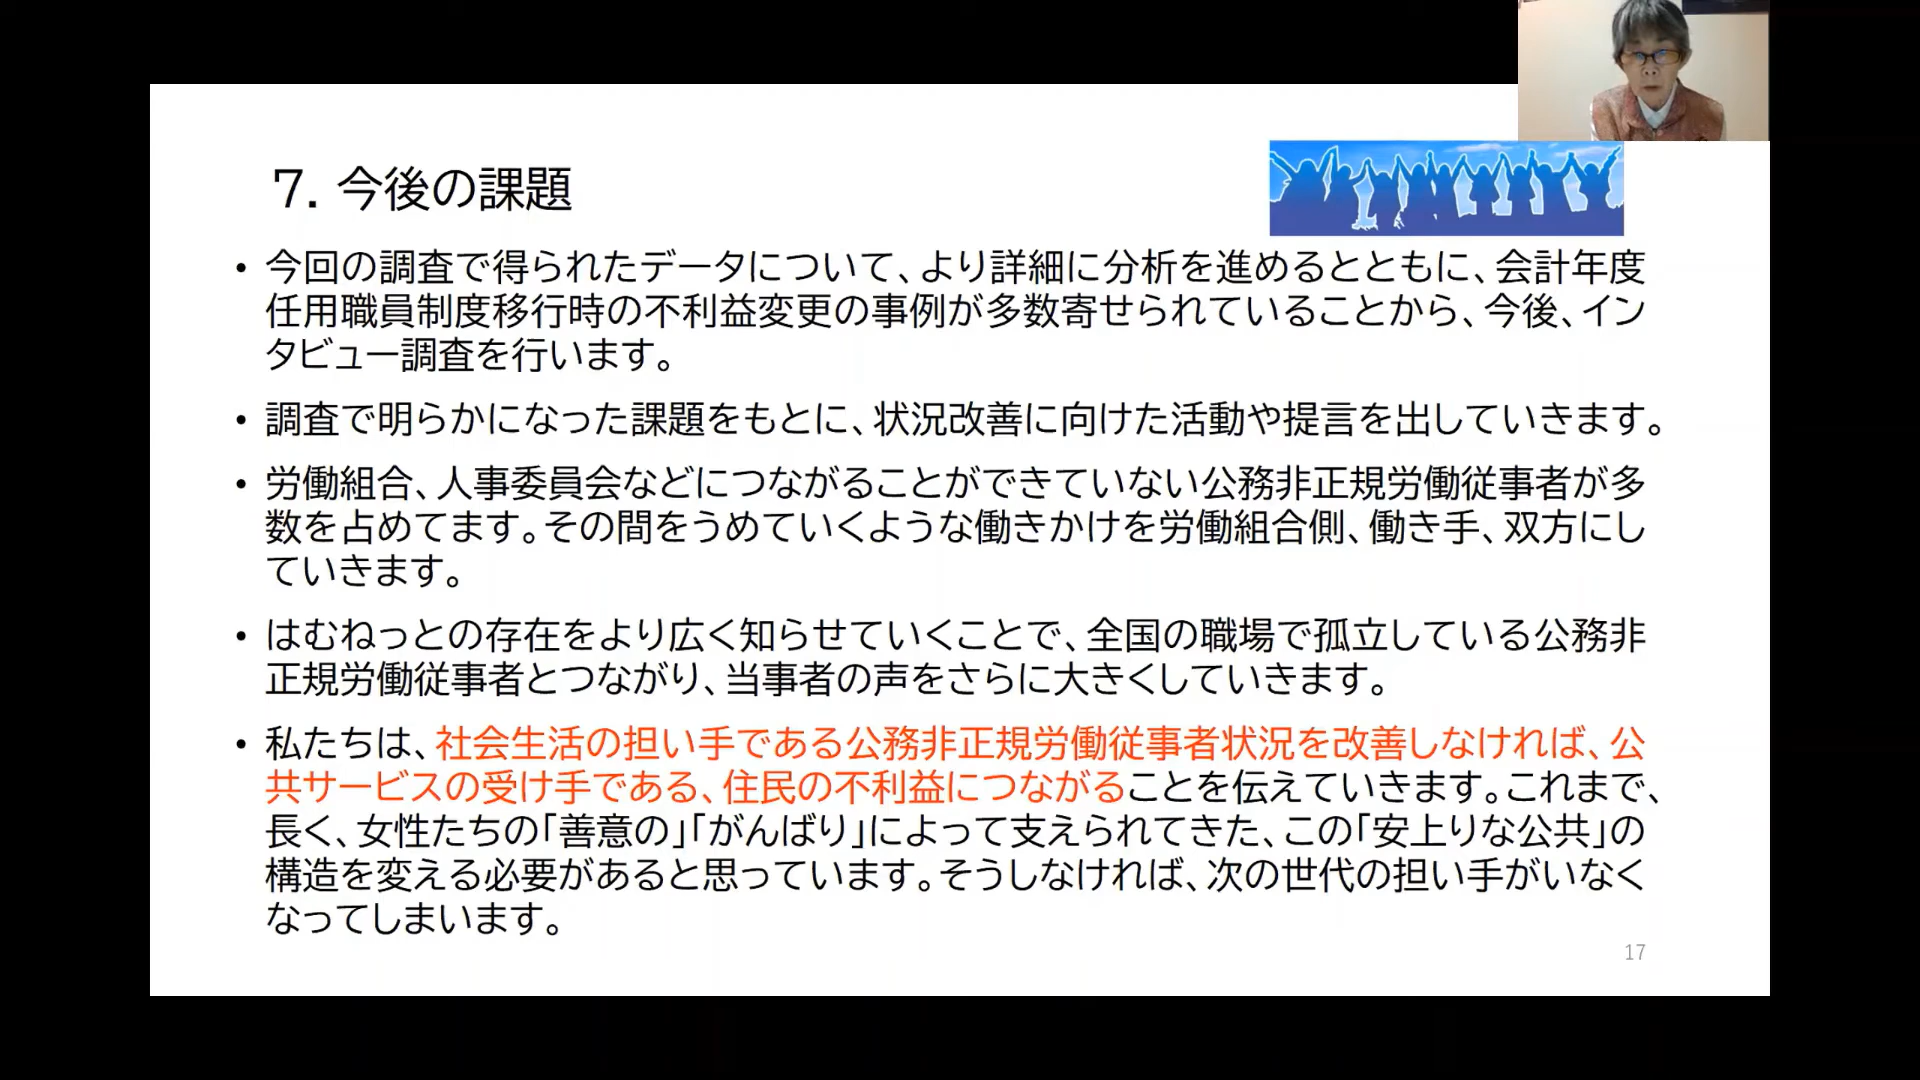 7. 今後の課題
• 今回の調査で得られたデータについて、より詳細に分析を進めるとともに、会計年度
任用職員制度移行時の不利益変更の事例が多数寄せられていることから、今後、イン
タビュー調査を行います。
• 調査で明らかになった課題をもとに、状況改善に向けた活動や提言を出していきます。
• 労働組合、人事委員会などにつながることができていない公務非正規労働従事者が多
数を占めてます。その間をうめていくような働きかけを労働組合側、働き手、双方にし
ていきます。
• はむねっとの存在をより広く知らせていくことで、全国の職場で孤立している公務非
正規労働従事者とつながり、当事者の声をさらに大きくしていきます。
• 私たちは、社会生活の担い手である公務非正規労働従事者状況を改善しなければ、公
共サービスの受け手である、住民の不利益につながることを伝えていきます。これまで、
長く、女性たちの「善意の」「がんばり」によって支えられてきた、この「安上りな公共」の
構造を変える必要があると思っています。そうしなければ、次の世代の担い手がいなく
なってしまいます。
17